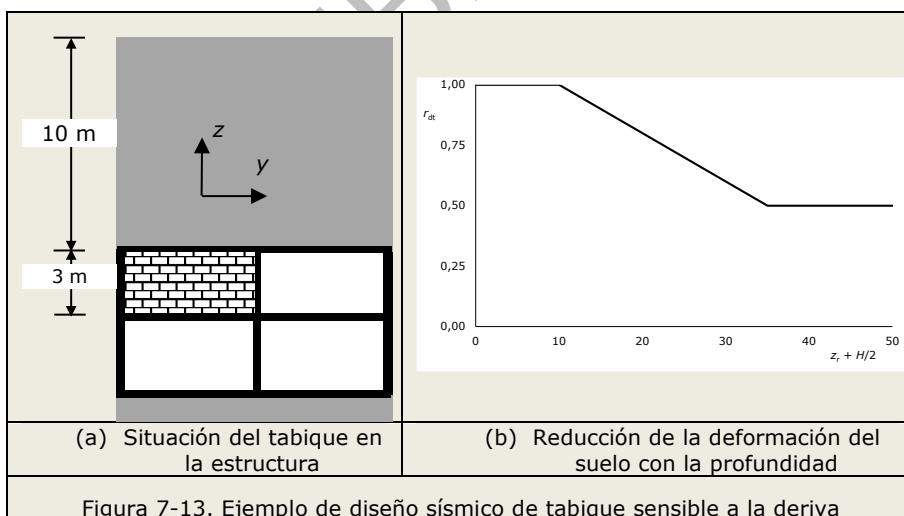 10 m
3 m
z
y
1,00
r_dt
0,75
0,50
0,25
0,00
0 10 20 30 40 50
z_r + H/2
(a) Situación del tabique en
la estructura
(b) Reducción de la deformación del
suelo con la profundidad
Figura 7-13. Ejemplo de diseño sísmico de tabique sensible a la deriva